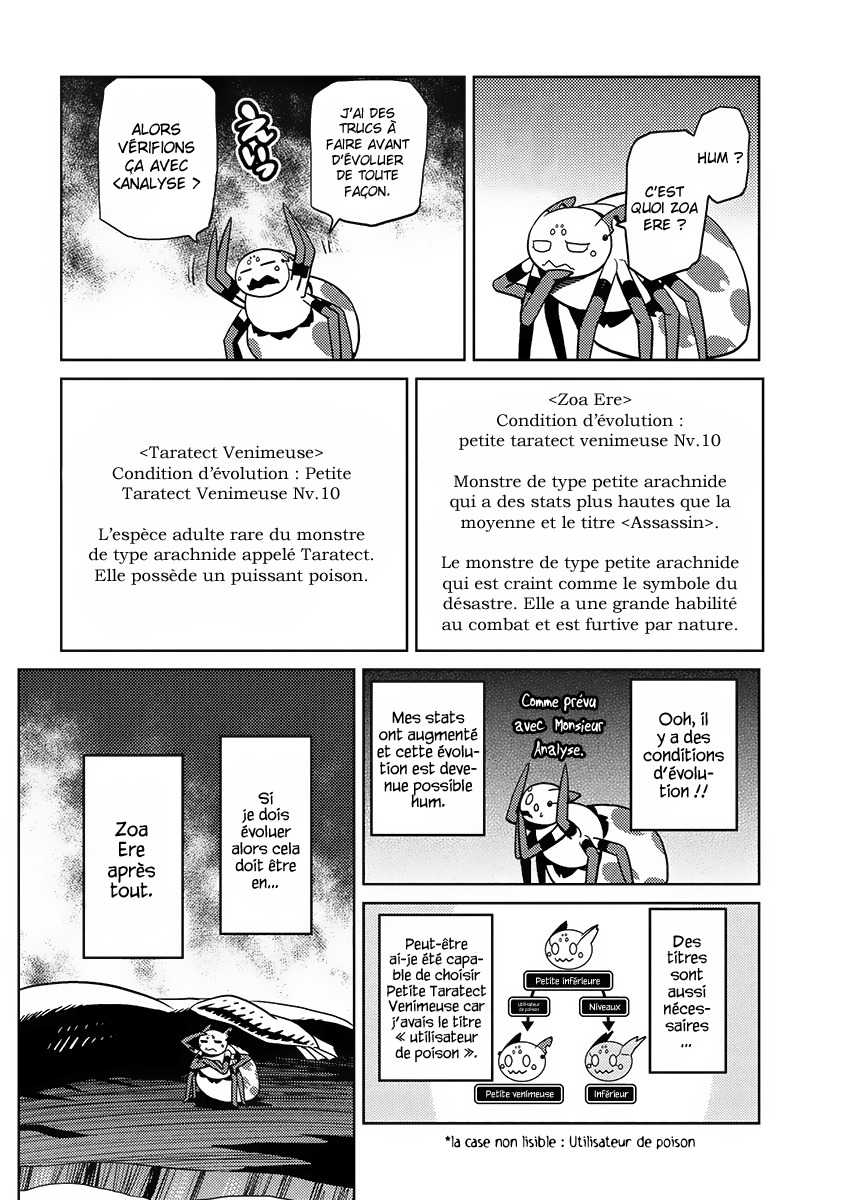 HUM ?
C'EST
QUOI ZOA
ERE ?
J'AI DES
TRUCS À
FAIRE AVANT
D'ÉVOLUER
DE TOUTE
FAÇON.
えいっ
ALORS
VÉRIFIONS
ÇA AVEC
<ANALYSE >
<Zoa Ere>
Condition d'évolution :
petite taratect venimeuse Nv.10
Monstre de type petite arachnide
qui a des stats plus hautes que la
moyenne et le titre <Assassin>.
Le monstre de type petite arachnide
qui est craint comme le symbole du
désastre. Elle a une grande habilité
au combat et est furtive par nature.
<Taratect Venimeuse>
Condition d'évolution : Petite
Taratect Venimeuse Nv.10
L'espèce adulte rare du monstre
de type arachnide appelé Taratect.
Elle possède un puissant poison.
Ooh, il
y a des
conditions
d'évolu-
tion !!
Comme prévu
avec Monsieur
Analyse.
Mes stats
ont augmenté
et cette évolu-
tion est deve-
nue possible
hum.
Des
titres
sont
aussi
néces-
saires
...
Petite inférieure
Utilisateur
de poison
Niveaux
Petite venimeuse
Inférieur
Peut-être
ai-je été capa-
ble de choisir
Petite Taratect
Venimeuse car
j'avais le titre
« utilisateur
de poison ».
*la case non lisible : Utilisateur de poison
Si
je dois
évoluer
alors cela
doit être
en...
Zoa
Ere
après
tout.